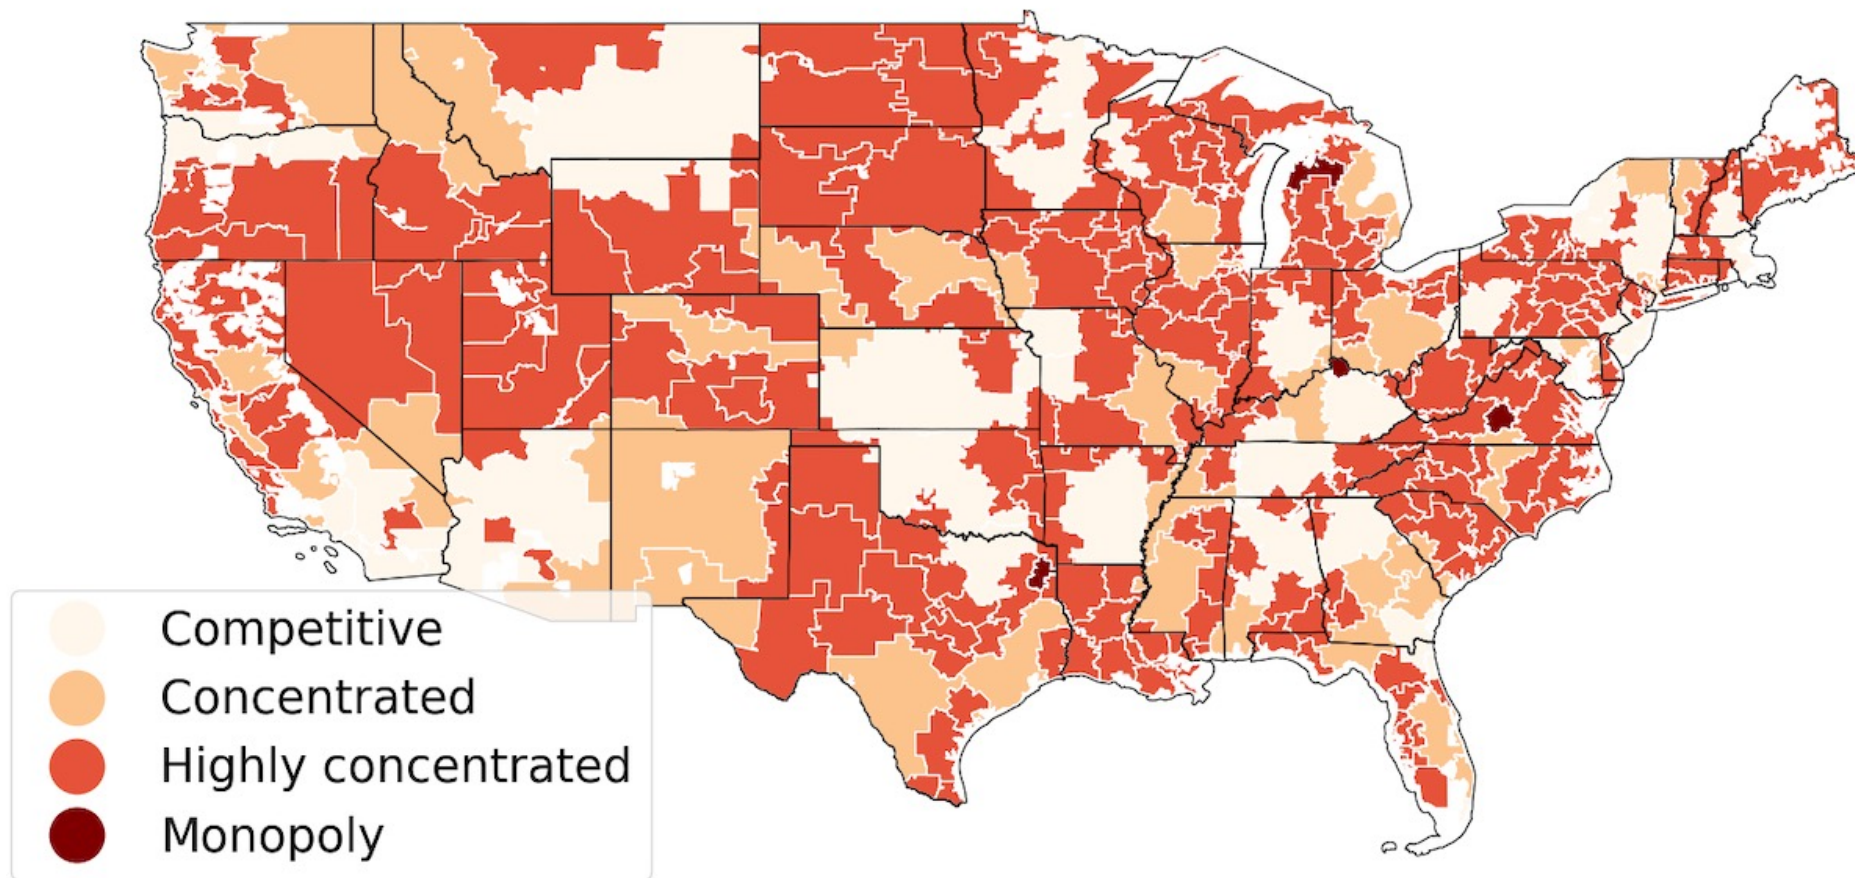 Competitive
Concentrated
Highly concentrated
Monopoly